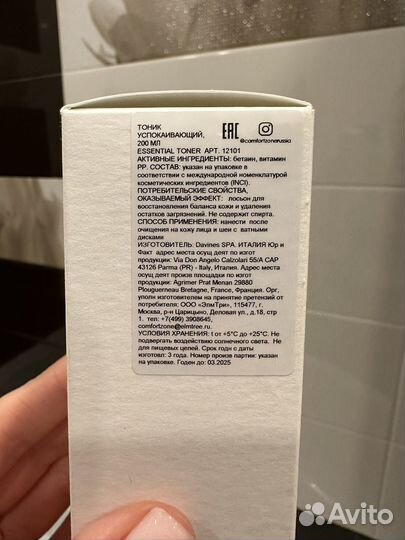 ТОНИК
УСПОКАИВАЮЩИЙ,
200 МЛ
EAC
@comfortzonerussia
ESSENTIAL TONER АРТ. 12101
АКТИВНЫЕ ИНГРЕДИЕНТЫ: бетаин, витамин
РР. СОСТАВ: указан на упаковке в
соответствии с международной номенклатурой
косметических ингредиентов (INCI).
ПОТРЕБИТЕЛЬСКИЕ СВОЙСТВА,
ОКАЗЫВАЕМЫЙ ЭФФЕКТ: лосьон для
восстановления баланса кожи и удаления
остатков загрязнений. Не содержит спирта.
СПОСОБ ПРИМЕНЕНИЯ: нанести после
очищения на кожу лица и шеи с ватными
дисками
ИЗГОТОВИТЕЛЬ: Davines SPA. ИТАЛИЯ Юр и
Факт адрес места осущ деят по изгот
продукции: Via Don Angelo Calzolari 55/A CAP
43126 Parma (PR) - Italy, Италия. Адрес места
осущ деят произ площадки по изгот
продукции: Agrimer Prat Menan 29880
Plouguerneau Bretagne, France, Франция. Орг,
уполн изготовителем на принятие претензий от
потребителя: ООО «ЭлмТри», 115477, г.
Москва, р-н Царицыно, Деловая ул., д.18, стр
1. тел: +7(499) 3908645,
comfortzone@elmtree.ru
УСЛОВИЯ ХРАНЕНИЯ: t от +5°C до +25°C. Не
подвергать воздействию солнечного света. Не
для пищевых целей. Срок годн с даты
изготовл: 3 года. Номер произв партии: указан
на упаковке. Годен до: 03.2025
Avito